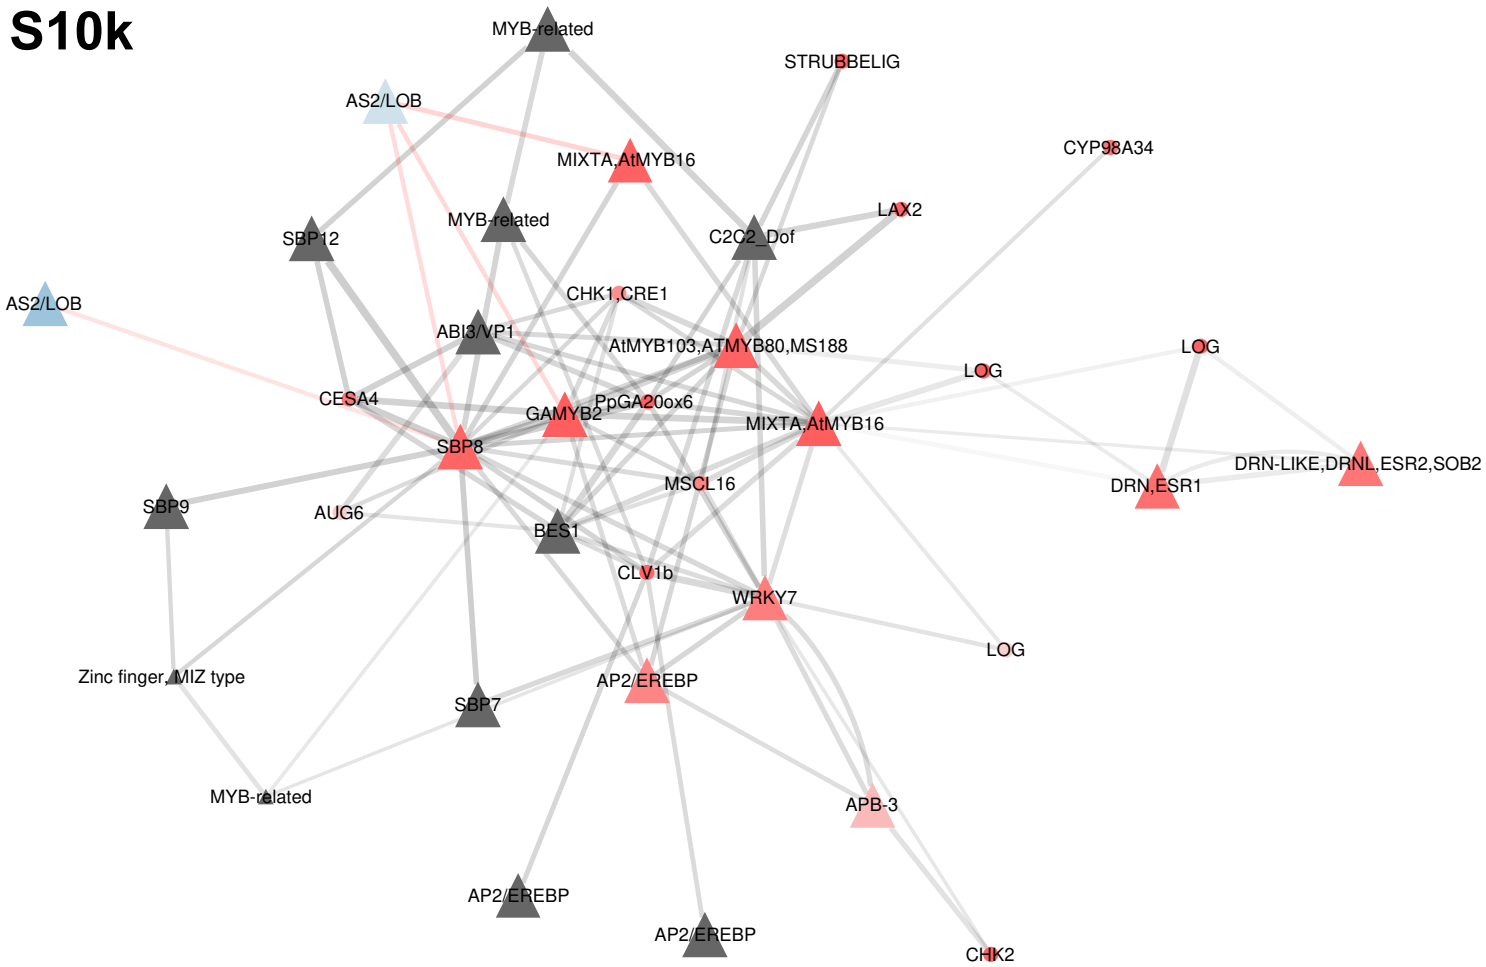 S10k
MYB-related
STRUBBELIG
AS2/LOB
CYP98A34
MIXTA,AtMYB16
LAX2
MYB-related
C2C2_Dof
SBP12
CHK1,CRE1
AS2/LOB
ABI3/VP1
AtMYB103,ATMYB80,MS188
LOG
LOG
CESA4
PpGA20ox6
GAMYB2
MIXTA,AtMYB16
SBP8
DRN-LIKE,DRNL,ESR2,SOB2
MSCL16
DRN,ESR1
SBP9
AUG6
BES1
CLV1b
WRKY7
LOG
Zinc finger, MIZ type
AP2/EREBP
SBP7
MYB-related
APB-3
AP2/EREBP
AP2/EREBP
CHK2